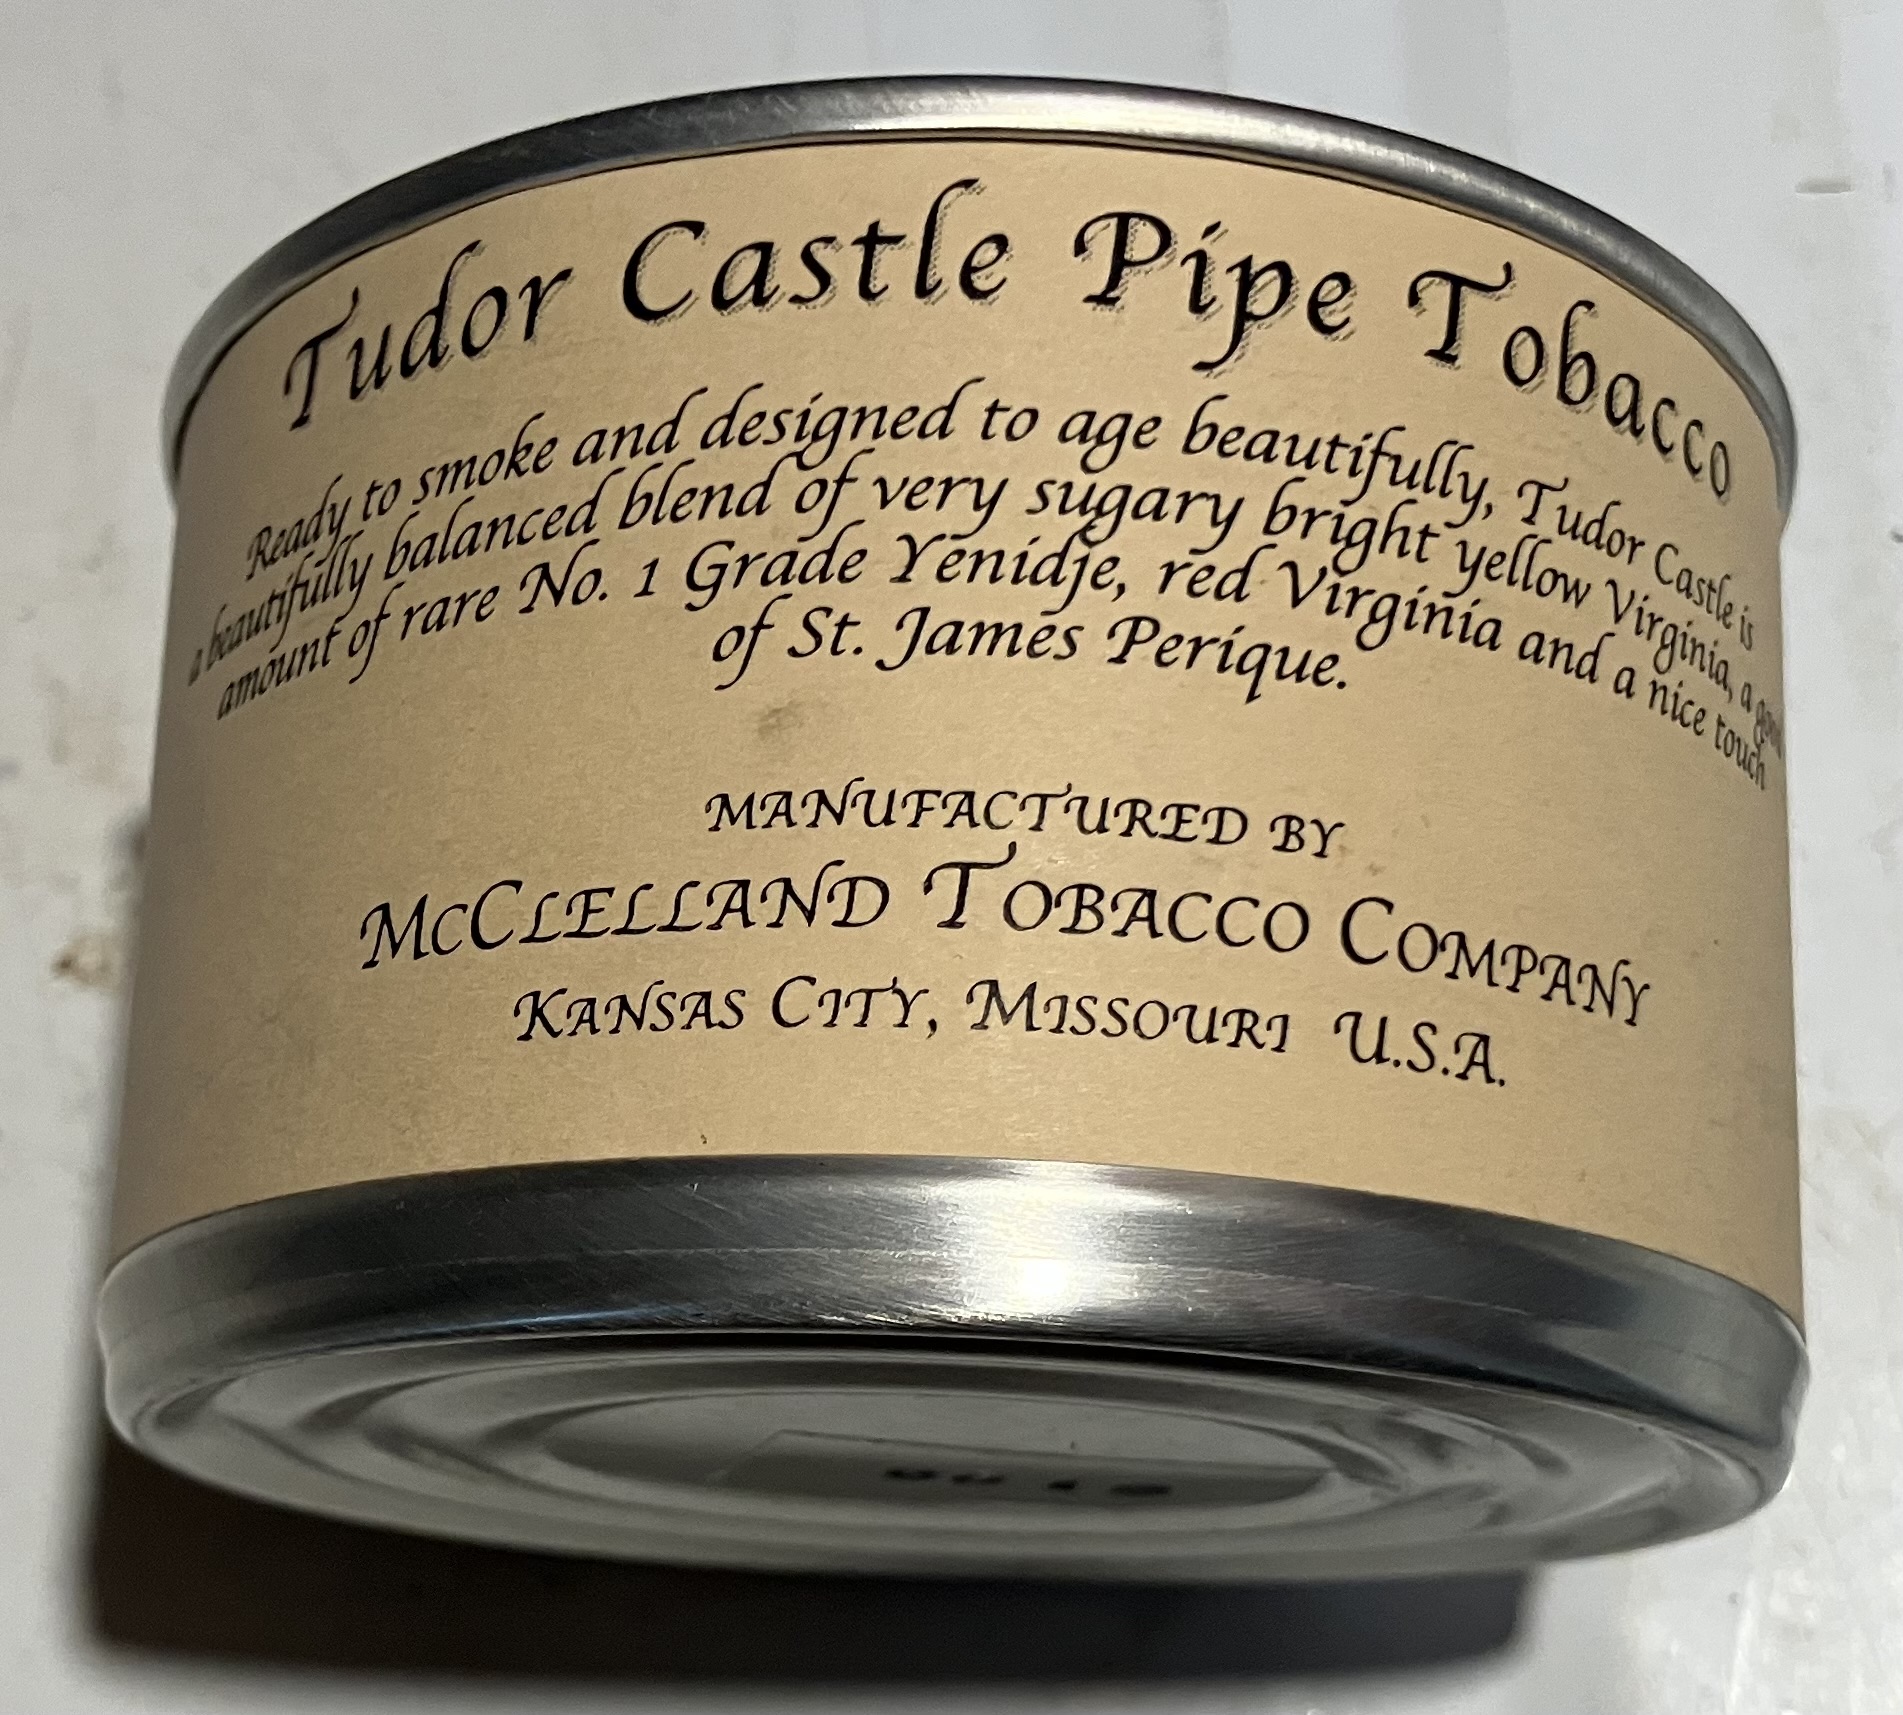 Tudor Castle Pipe Tobacco
Ready to smoke and designed to age beautifully, Tudor Castle is
a beautifully balanced blend of very sugary bright yellow Virginia, a good
amount of rare No. 1 Grade Yenidje, red Virginia and a nice touch
of St. James Perique.
MANUFACTURED BY
MCCLELLAND TOBACCO COMPANY
KANSAS CITY, MISSOURI U.S.A.